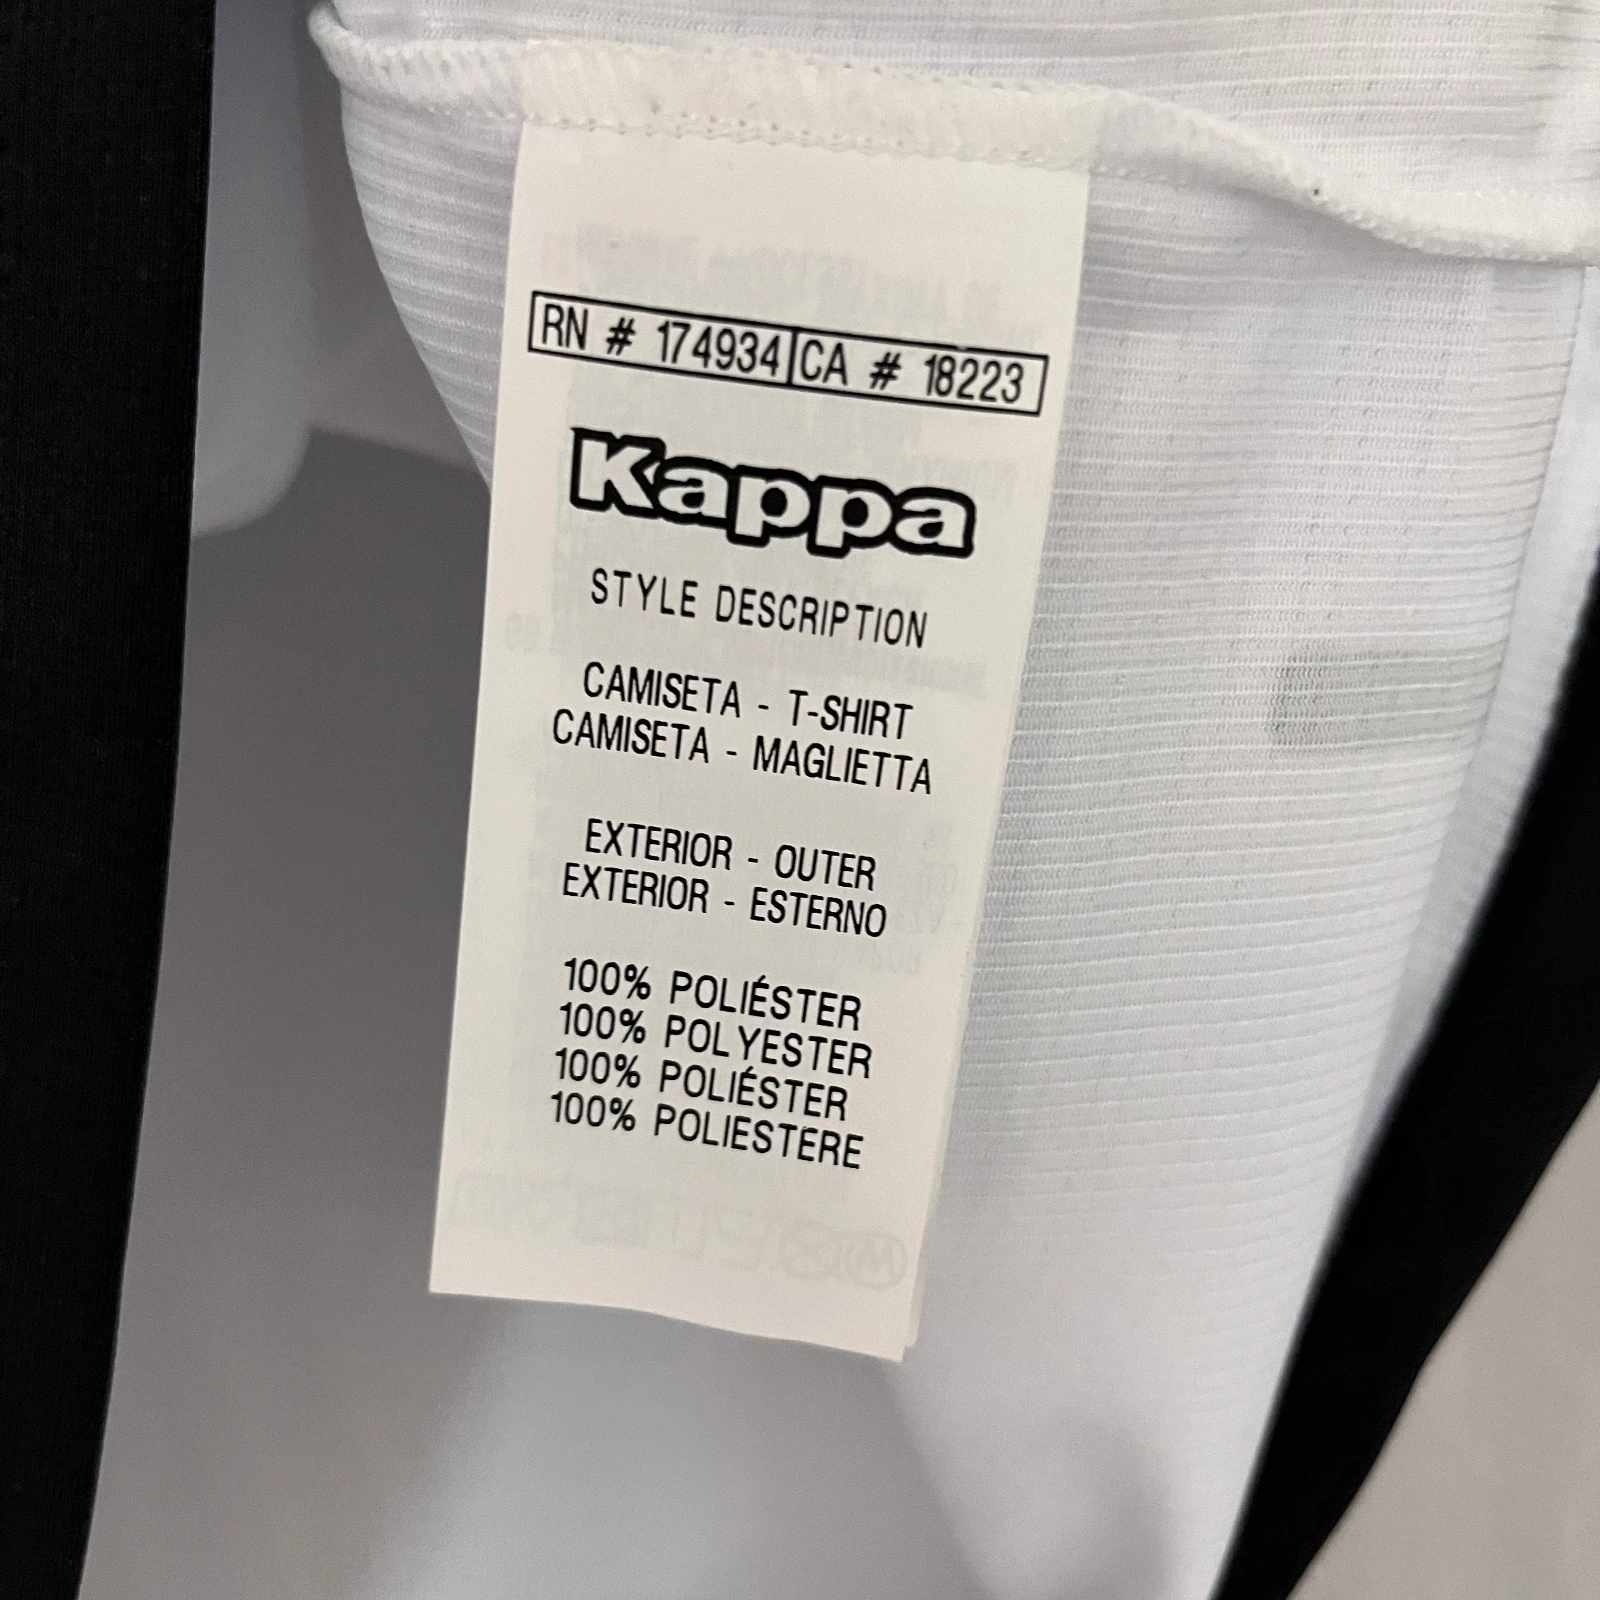 RN # 174934 CA # 18223
Kappa
STYLE DESCRIPTION
CAMISETA - T-SHIRT
CAMISETA - MAGLIETTA
EXTERIOR - OUTER
EXTERIOR - ESTERNO
100% POLIÉSTER
100% POLYESTER
100% POLIÉSTER
100% POLIESTERE